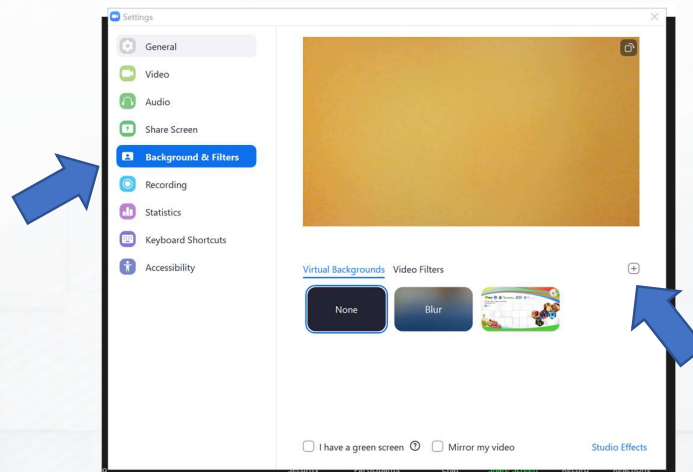 Settings
General
Video
Audio
Share Screen
Background & Filters
Recording
Statistics
Keyboard Shortcuts
Accessibility
Virtual Backgrounds Video Filters
None
Blur
I have a green screen
Mirror my video
Studio Effects